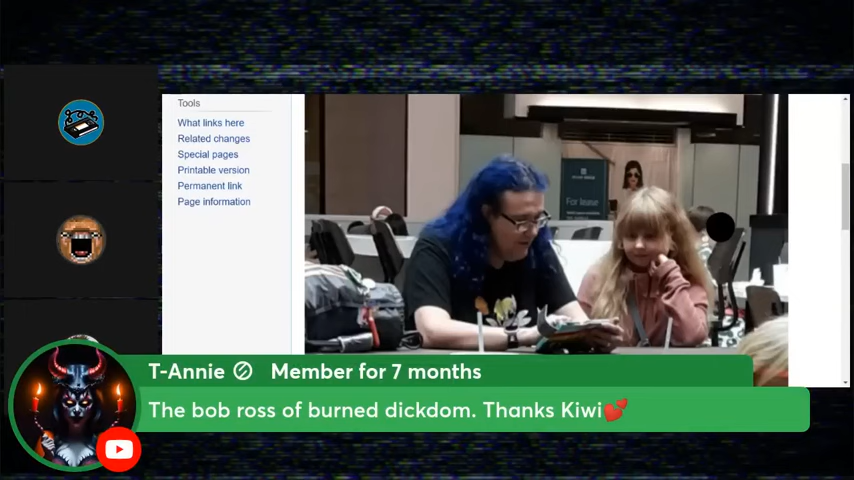 Tools
What links here
Related changes
Special pages
Printable version
Permanent link
Page information
For lease
T-Annie Member for 7 months
The bob ross of burned dickdom. Thanks Kiwi💕